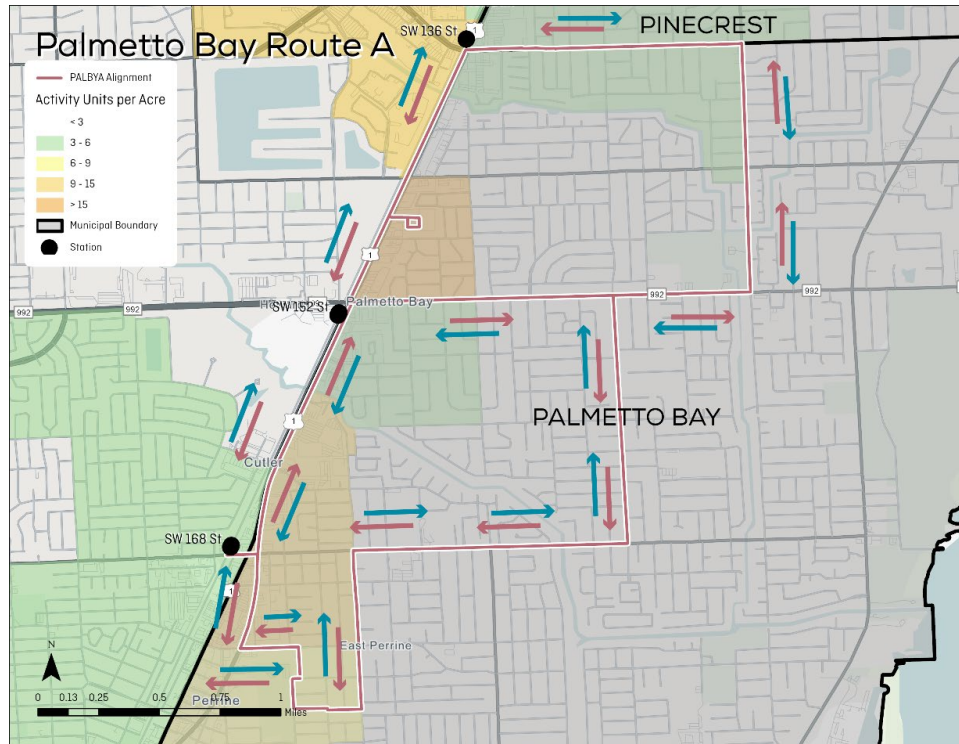 Palmetto Bay Route A
PALBYA Alignment
Activity Units per Acre
< 3
3 - 6
6 - 9
9 - 15
> 15
Municipal Boundary
Station
SW 136 St
1
PINECREST
1
992
992
SW 152 St
Palmetto Bay
992
992
1
PALMETTO BAY
Cutler
SW 168 St
1
East Perrine
Perrine
N
0 0.13 0.25 0.5 0.75 1
Miles